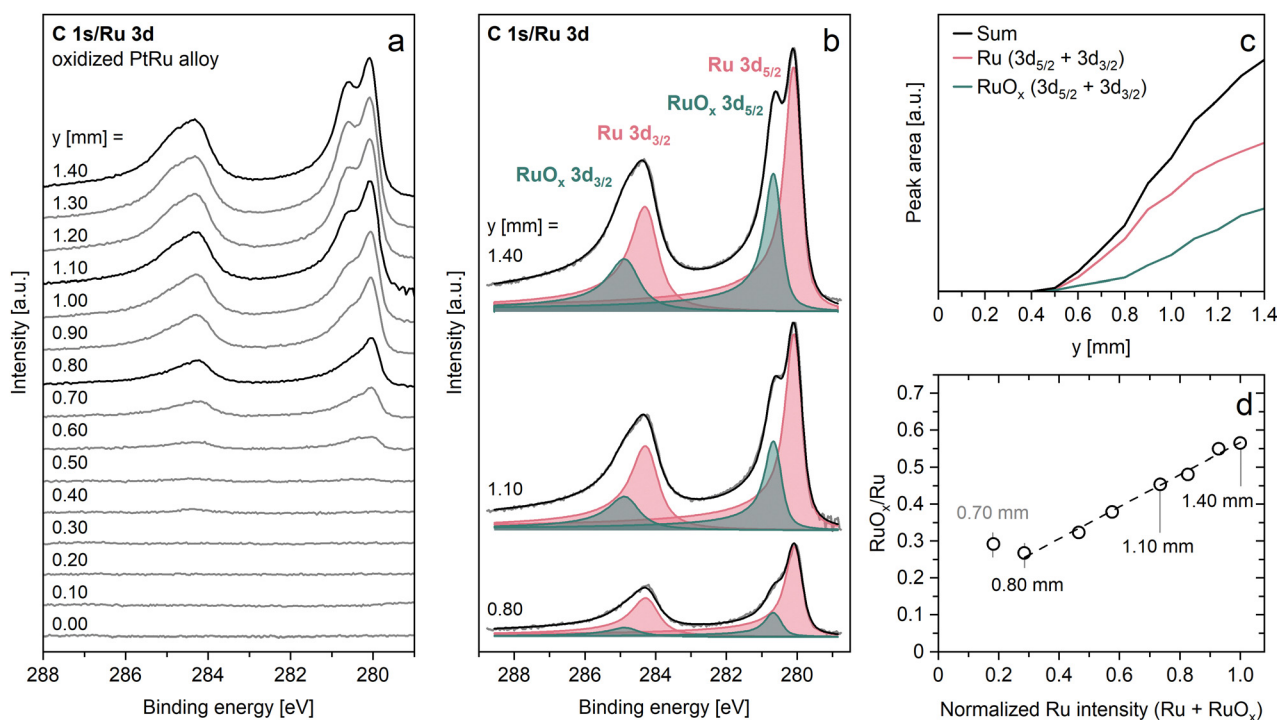 C 1s/Ru 3d
a
oxidized PtRu alloy
y [mm] =
1.40
1.30
1.20
1.10
1.00
0.90
0.80
0.70
0.60
0.50
0.40
0.30
0.20
0.10
0.00
Intensity [a.u.]
288
286
284
282
280
Binding energy [eV]
C 1s/Ru 3d
b
Ru 3d5/2
RuOx 3d5/2
Ru 3d3/2
RuOx 3d3/2
y [mm] =
1.40
1.10
0.80
Intensity [a.u.]
288
286
284
282
280
Binding energy [eV]
c
Sum
Ru (3d5/2 + 3d3/2)
RuOx (3d5/2 + 3d3/2)
Peak area [a.u.]
0
0.2
0.4
0.6
0.8
1.0
1.2
1.4
y [mm]
d
0.7
0.6
0.5
0.4
0.3
0.2
0.1
0
RuOx/Ru
0.70 mm
0.80 mm
1.10 mm
1.40 mm
0
0.2
0.4
0.6
0.8
1.0
Normalized Ru intensity (Ru + RuOx)